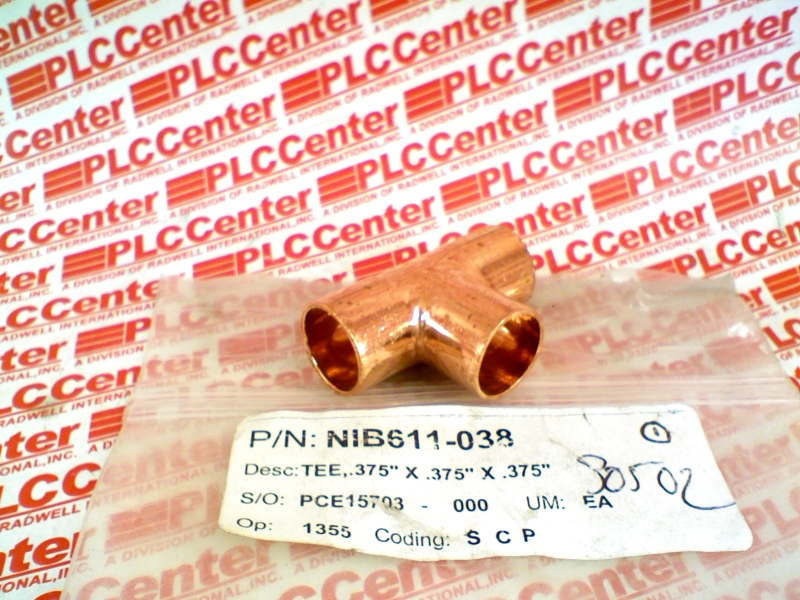 PLCCenter
A DIVISION OF RADWELL INTERNATIONAL, INC.
P/N: NIB611-038
Desc: TEE,.375" X .375" X .375"
S/O: PCE15703 - 000 UM: EA
Op: 1355 Coding: S C P
1
30502